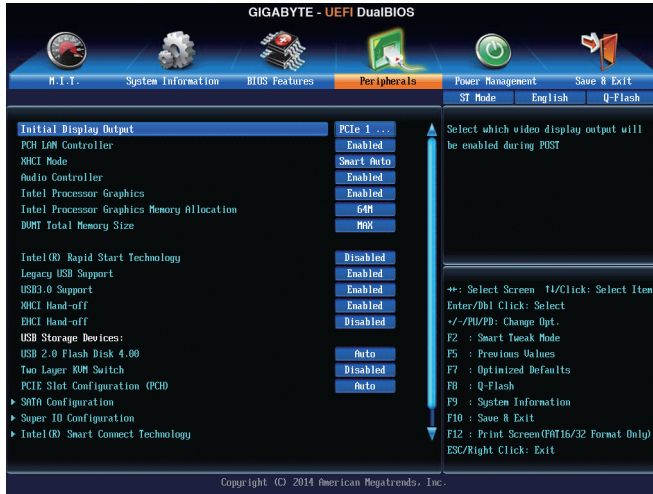 GIGABYTE - UEFI DualBIOS
M.I.T. System Information BIOS Features Peripherals Power Management Save & Exit
ST Mode English Q-Flash
Initial Display Output PCIe 1 ...
PCH LAN Controller Enabled
XHCI Mode Smart Auto
Audio Controller Enabled
Intel Processor Graphics Enabled
Intel Processor Graphics Memory Allocation 64M
DVMT Total Memory Size MAX
Intel(R) Rapid Start Technology Disabled
Legacy USB Support Enabled
USB3.0 Support Enabled
XHCI Hand-off Enabled
EHCI Hand-off Disabled
USB Storage Devices:
USB 2.0 Flash Disk 4.00 Auto
Two Layer KVM Switch Disabled
PCIE Slot Configuration (PCH) Auto
SATA Configuration
Super IO Configuration
Intel(R) Smart Connect Technology
Select which video display output will
be enabled during POST
↔: Select Screen ↑↓/Click: Select Item
Enter/Dbl Click: Select
+/-/PU/PD: Change Opt.
F2 : Smart Tweak Mode
F5 : Previous Values
F7 : Optimized Defaults
F8 : Q-Flash
F9 : System Information
F10 : Save & Exit
F12 : Print Screen(FAT16/32 Format Only)
ESC/Right Click: Exit
Copyright (C) 2014 American Megatrends, Inc.